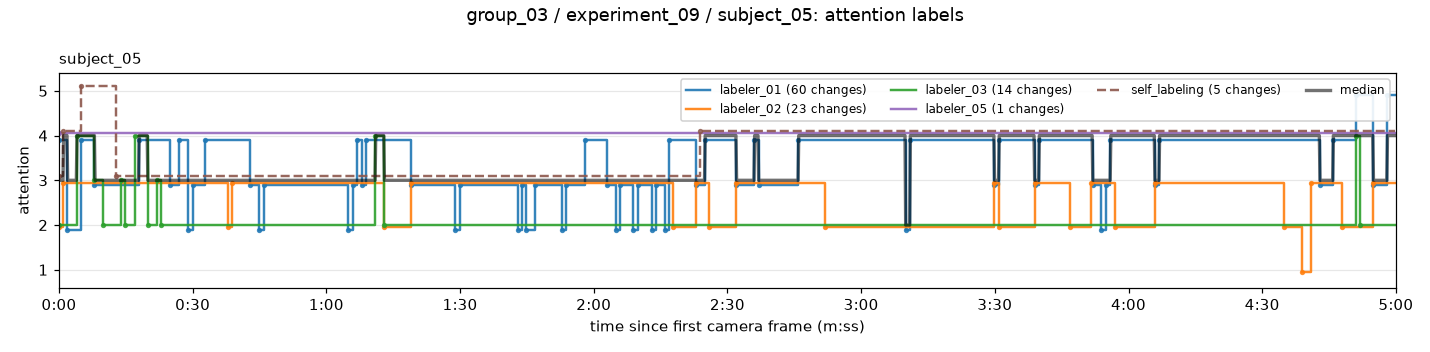 group_03 / experiment_09 / subject_05: attention labels
subject_05
labeler_01 (60 changes)
labeler_02 (23 changes)
labeler_03 (14 changes)
labeler_05 (1 changes)
self_labeling (5 changes)
median
attention
5
4
3
2
1
0:00 0:30 1:00 1:30 2:00 2:30 3:00 3:30 4:00 4:30 5:00
time since first camera frame (m:ss)